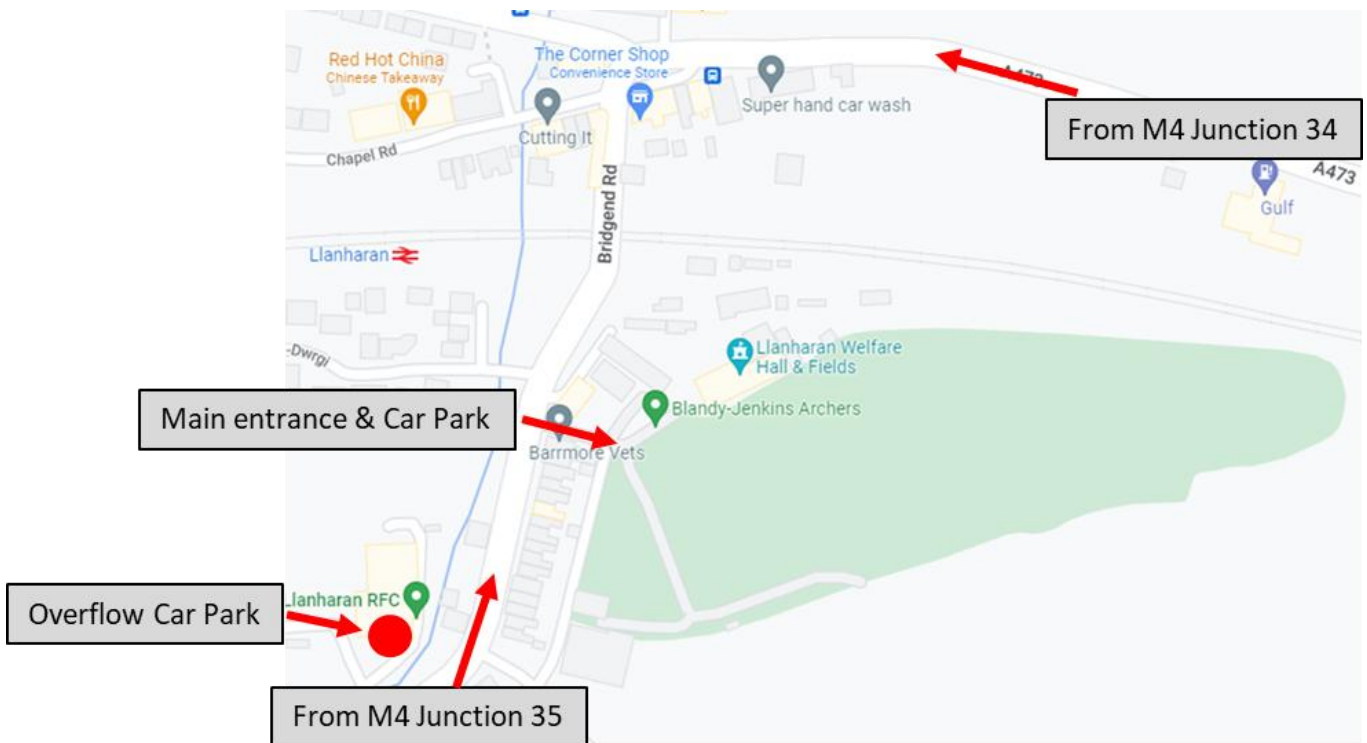 Red Hot China
Chinese Takeaway
The Corner Shop
Convenience Store
Super hand car wash
From M4 Junction 34
A473
Cutting It
Chapel Rd
A473
Gulf
Bridgend Rd
Llanharan
-Dwrgi
Llanharan Welfare
Hall & Fields
Main entrance & Car Park
Blandy-Jenkins Archers
Barrmore Vets
Llanharan RFC
Overflow Car Park
From M4 Junction 35